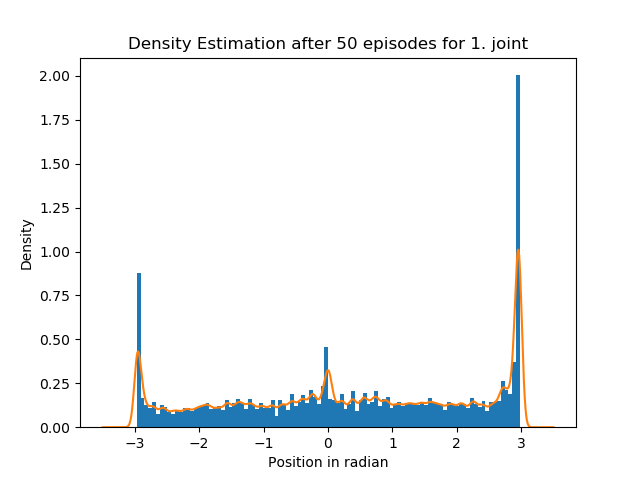 Density Estimation after 50 episodes for 1. joint
2.00
1.75
1.50
1.25
1.00
0.75
0.50
0.25
0.00
Density
−3 −2 −1 0 1 2 3
Position in radian